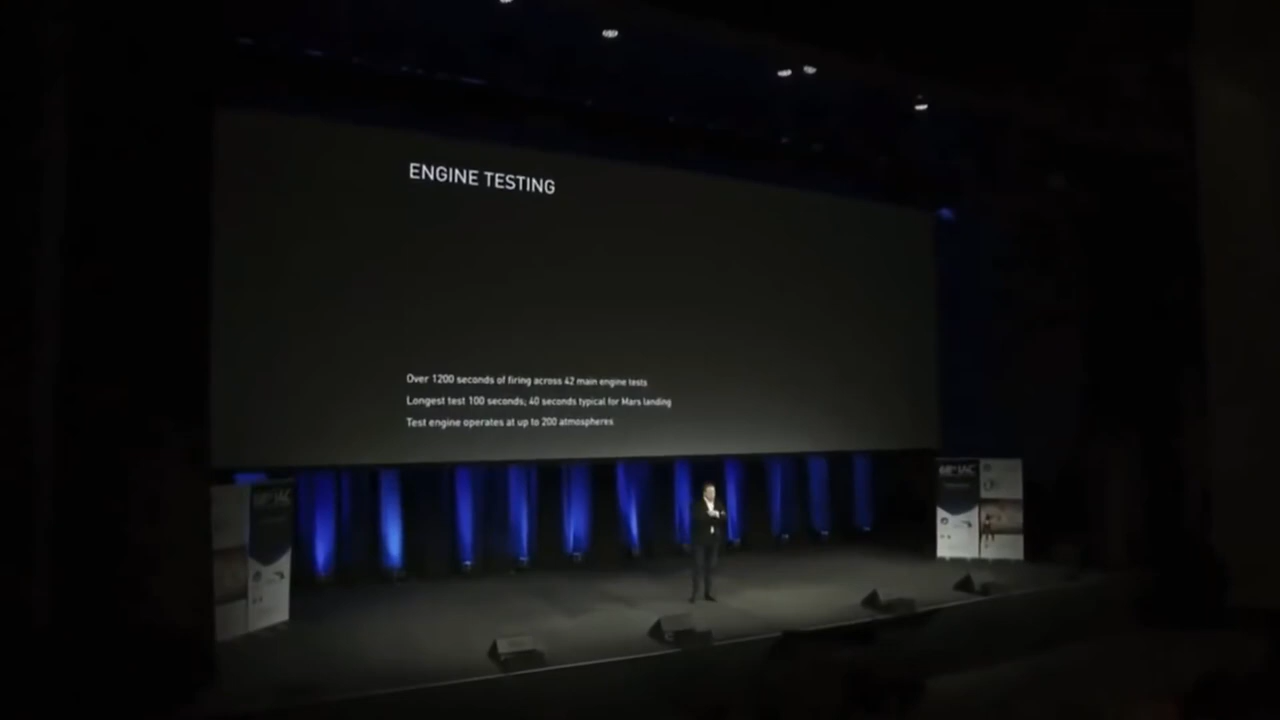 ENGINE TESTING
Over 1200 seconds of firing across 42 main engine tests
Longest test 100 seconds; 40 seconds typical for Mars landing
Test engine operates at up to 200 atmospheres